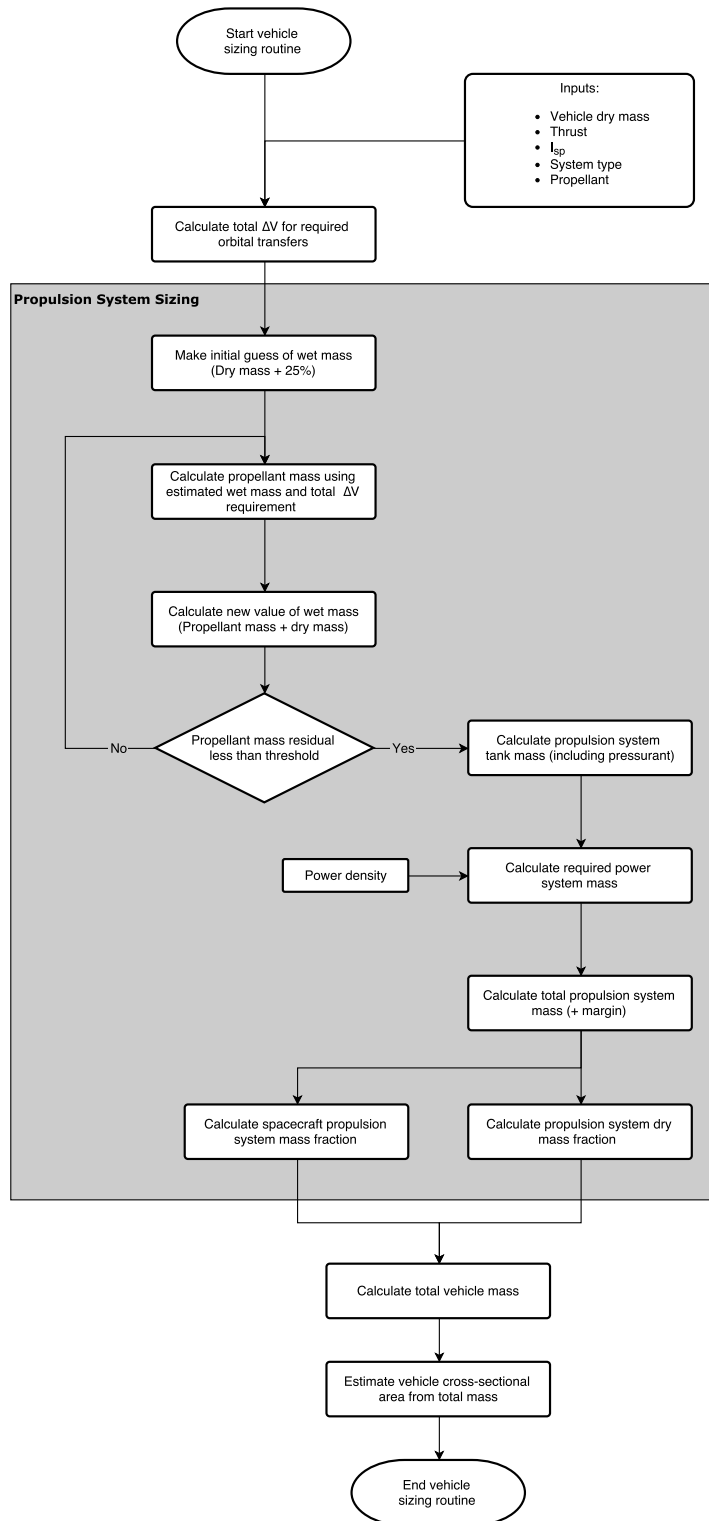 Start vehicle
sizing routine
Inputs:
• Vehicle dry mass
• Thrust
• Isp
• System type
• Propellant
Calculate total ΔV for required
orbital transfers
Propulsion System Sizing
Make initial guess of wet mass
(Dry mass + 25%)
Calculate propellant mass using
estimated wet mass and total ΔV
requirement
Calculate new value of wet mass
(Propellant mass + dry mass)
Propellant mass residual
less than threshold
No
Yes
Calculate propulsion system
tank mass (including pressurant)
Power density
Calculate required power
system mass
Calculate total propulsion system
mass (+ margin)
Calculate spacecraft propulsion
system mass fraction
Calculate propulsion system dry
mass fraction
Calculate total vehicle mass
Estimate vehicle cross-sectional
area from total mass
End vehicle
sizing routine